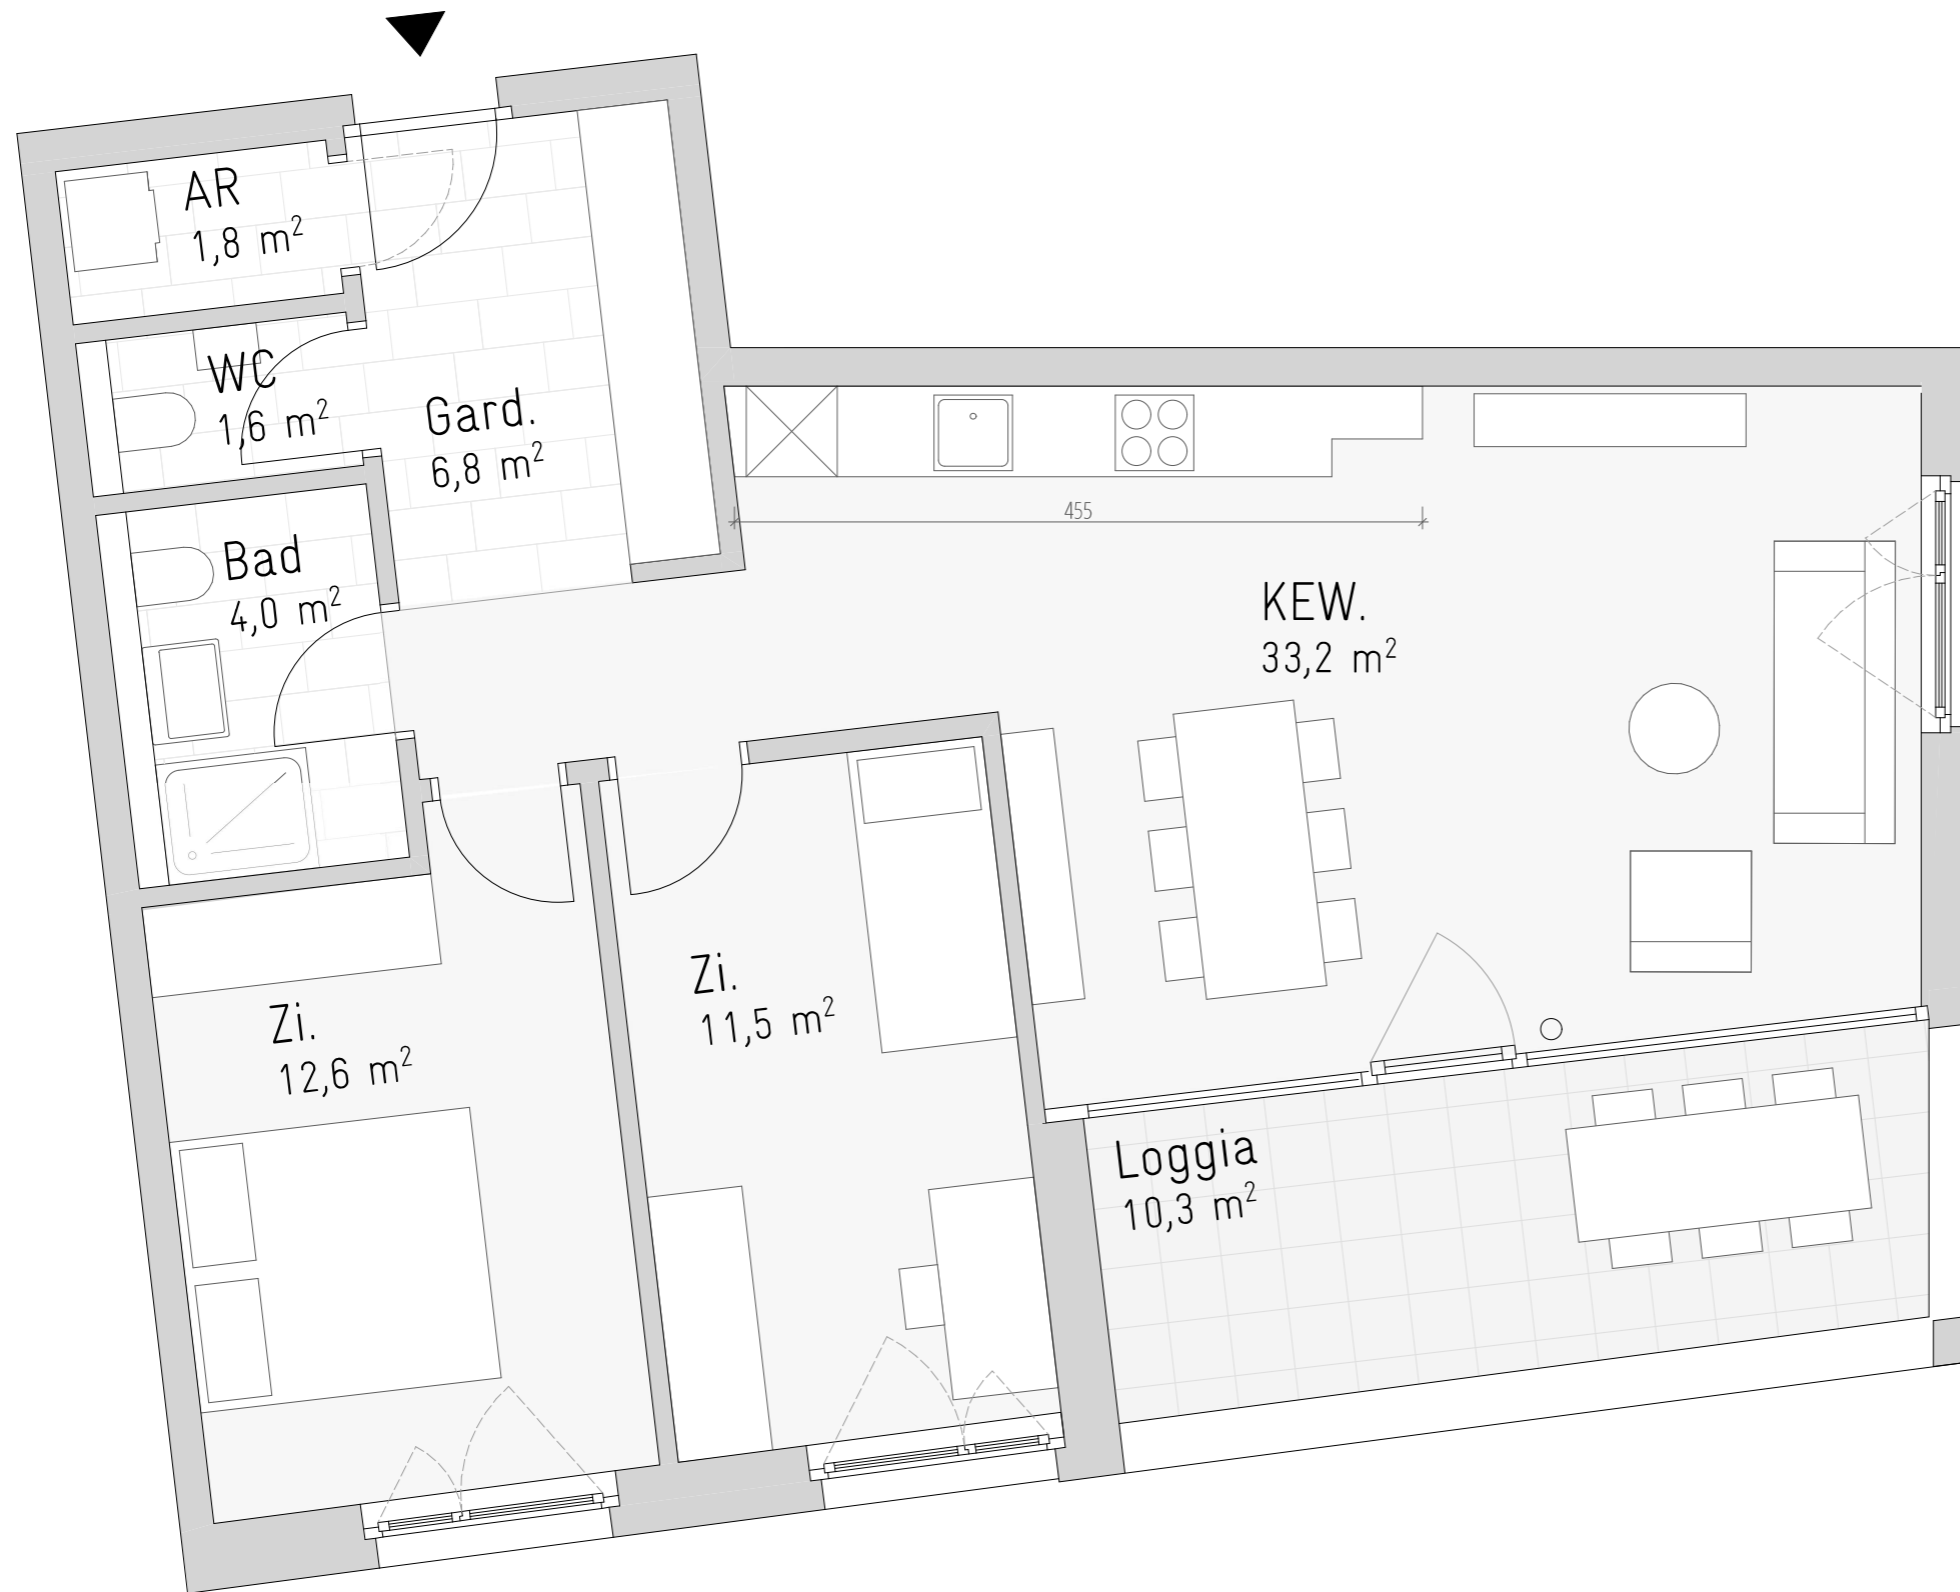 AR
1,8 m²
WC
1,6 m²
Gard.
6,8 m²
455
Bad
4,0 m²
KEW.
33,2 m²
Zi.
11,5 m²
Zi.
12,6 m²
Loggia
10,3 m²